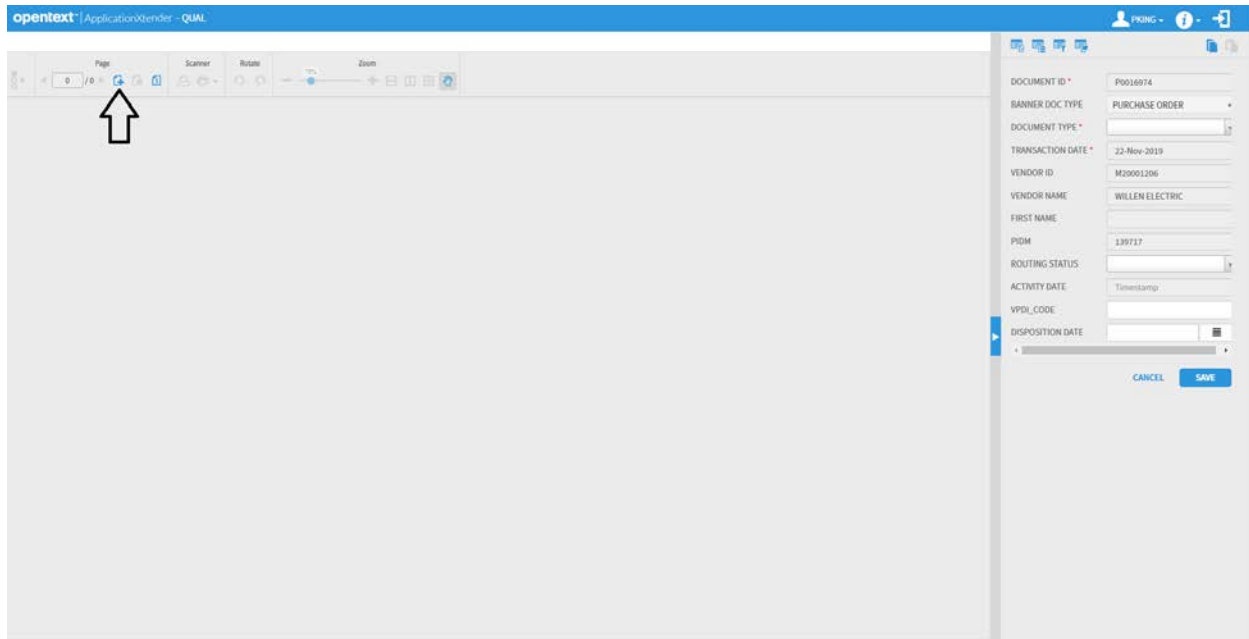 opentext™ | ApplicationXtender - QUAL PKING
Page Scanner Rotate Zoom
0 / 0
DOCUMENT ID * P0016974
BANNER DOC TYPE PURCHASE ORDER
DOCUMENT TYPE *
TRANSACTION DATE * 22-Nov-2019
VENDOR ID M20001206
VENDOR NAME WILLEN ELECTRIC
FIRST NAME
PIDM 139717
ROUTING STATUS
ACTIVITY DATE Timestamp
VPDI_CODE
DISPOSITION DATE
CANCEL SAVE